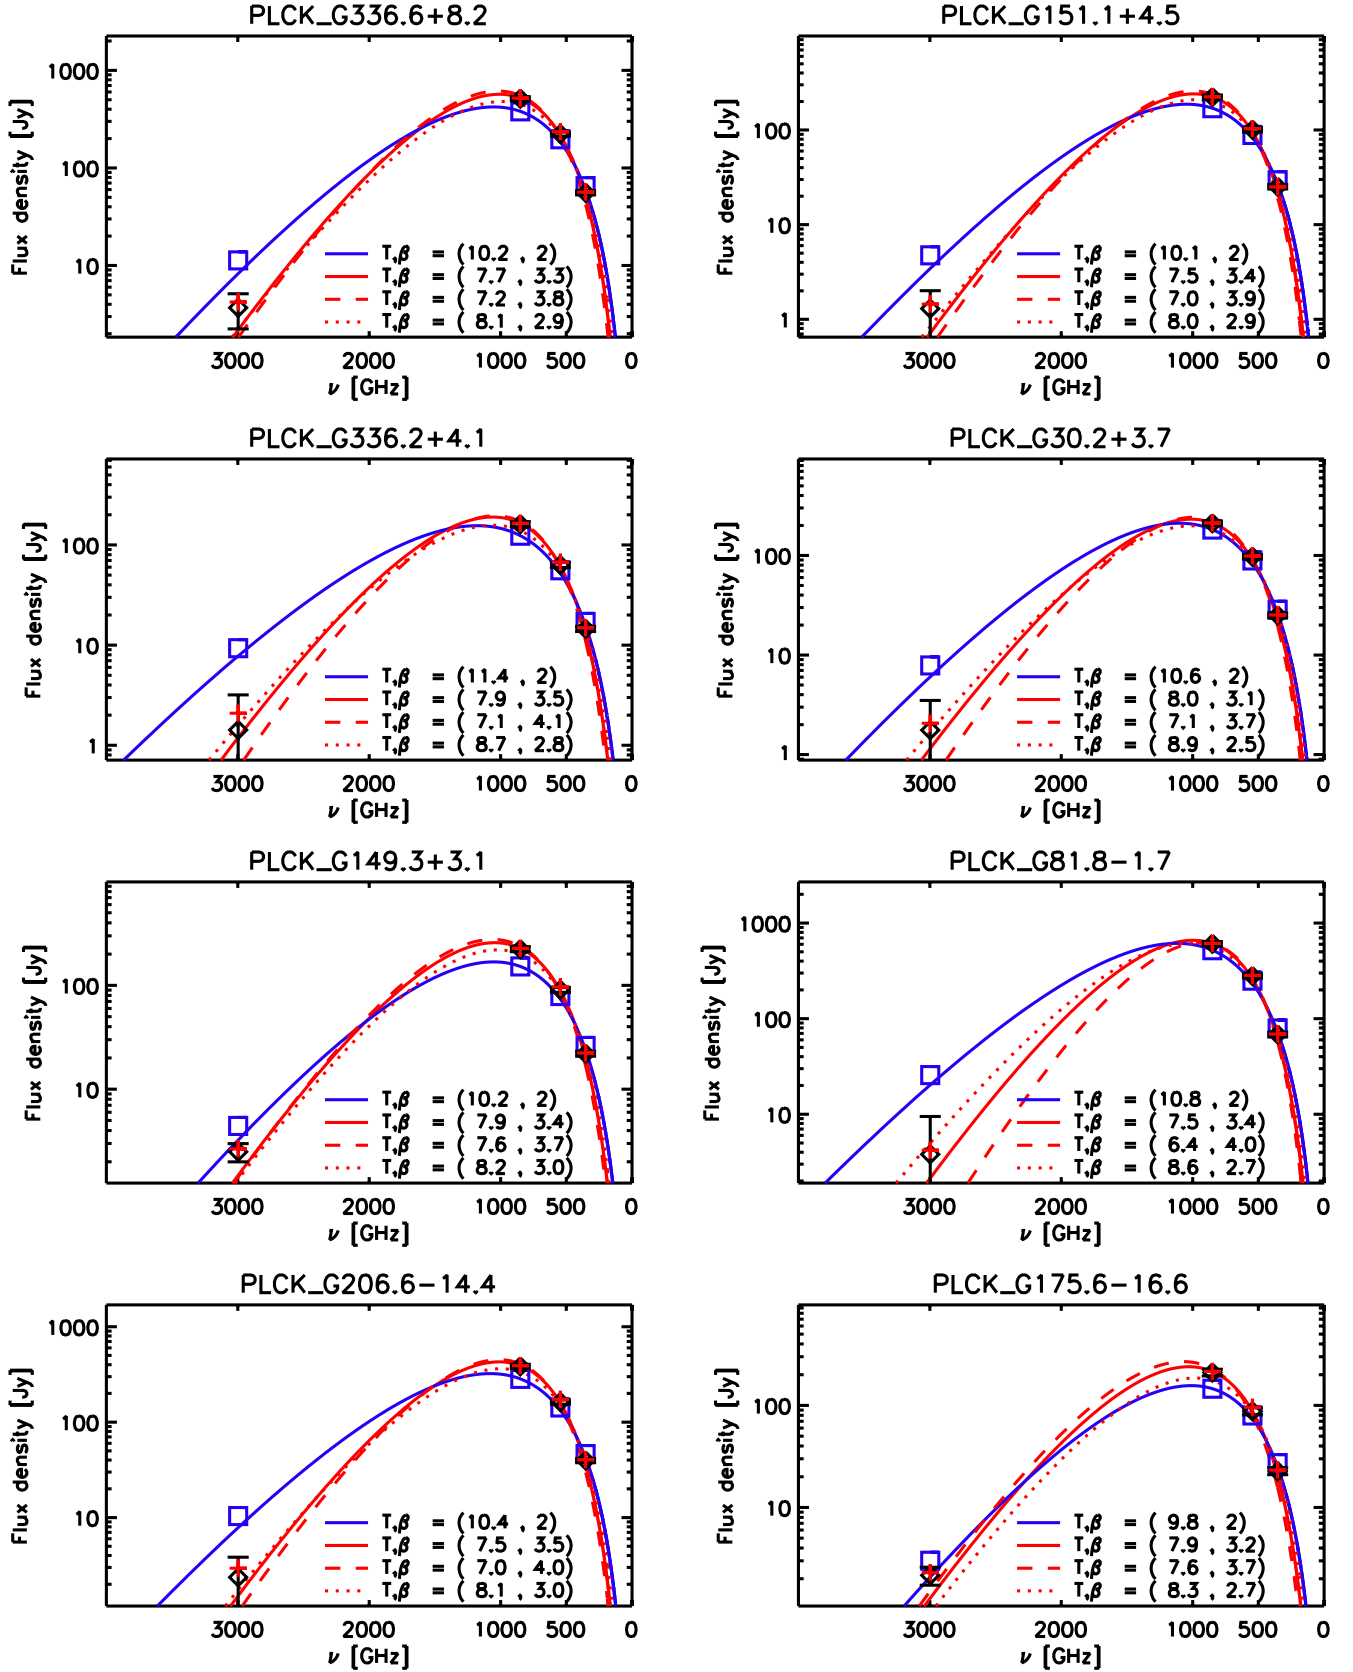 PLCK_G336.6+8.2
Flux density [Jy]
1000
100
10
T,β = (10.2 , 2)
T,β = ( 7.7 , 3.3)
T,β = ( 7.2 , 3.8)
T,β = ( 8.1 , 2.9)
3000 2000 1000 500 0
ν [GHz]
PLCK_G151.1+4.5
Flux density [Jy]
100
10
1
T,β = (10.1 , 2)
T,β = ( 7.5 , 3.4)
T,β = ( 7.0 , 3.9)
T,β = ( 8.0 , 2.9)
3000 2000 1000 500 0
ν [GHz]
PLCK_G336.2+4.1
Flux density [Jy]
100
10
1
T,β = (11.4 , 2)
T,β = ( 7.9 , 3.5)
T,β = ( 7.1 , 4.1)
T,β = ( 8.7 , 2.8)
3000 2000 1000 500 0
ν [GHz]
PLCK_G30.2+3.7
Flux density [Jy]
100
10
1
T,β = (10.6 , 2)
T,β = ( 8.0 , 3.1)
T,β = ( 7.1 , 3.7)
T,β = ( 8.9 , 2.5)
3000 2000 1000 500 0
ν [GHz]
PLCK_G149.3+3.1
Flux density [Jy]
100
10
T,β = (10.2 , 2)
T,β = ( 7.9 , 3.4)
T,β = ( 7.6 , 3.7)
T,β = ( 8.2 , 3.0)
3000 2000 1000 500 0
ν [GHz]
PLCK_G81.8−1.7
Flux density [Jy]
1000
100
10
T,β = (10.8 , 2)
T,β = ( 7.5 , 3.4)
T,β = ( 6.4 , 4.0)
T,β = ( 8.6 , 2.7)
3000 2000 1000 500 0
ν [GHz]
PLCK_G206.6−14.4
Flux density [Jy]
1000
100
10
T,β = (10.4 , 2)
T,β = ( 7.5 , 3.5)
T,β = ( 7.0 , 4.0)
T,β = ( 8.1 , 3.0)
3000 2000 1000 500 0
ν [GHz]
PLCK_G175.6−16.6
Flux density [Jy]
100
10
T,β = ( 9.8 , 2)
T,β = ( 7.9 , 3.2)
T,β = ( 7.6 , 3.7)
T,β = ( 8.3 , 2.7)
3000 2000 1000 500 0
ν [GHz]